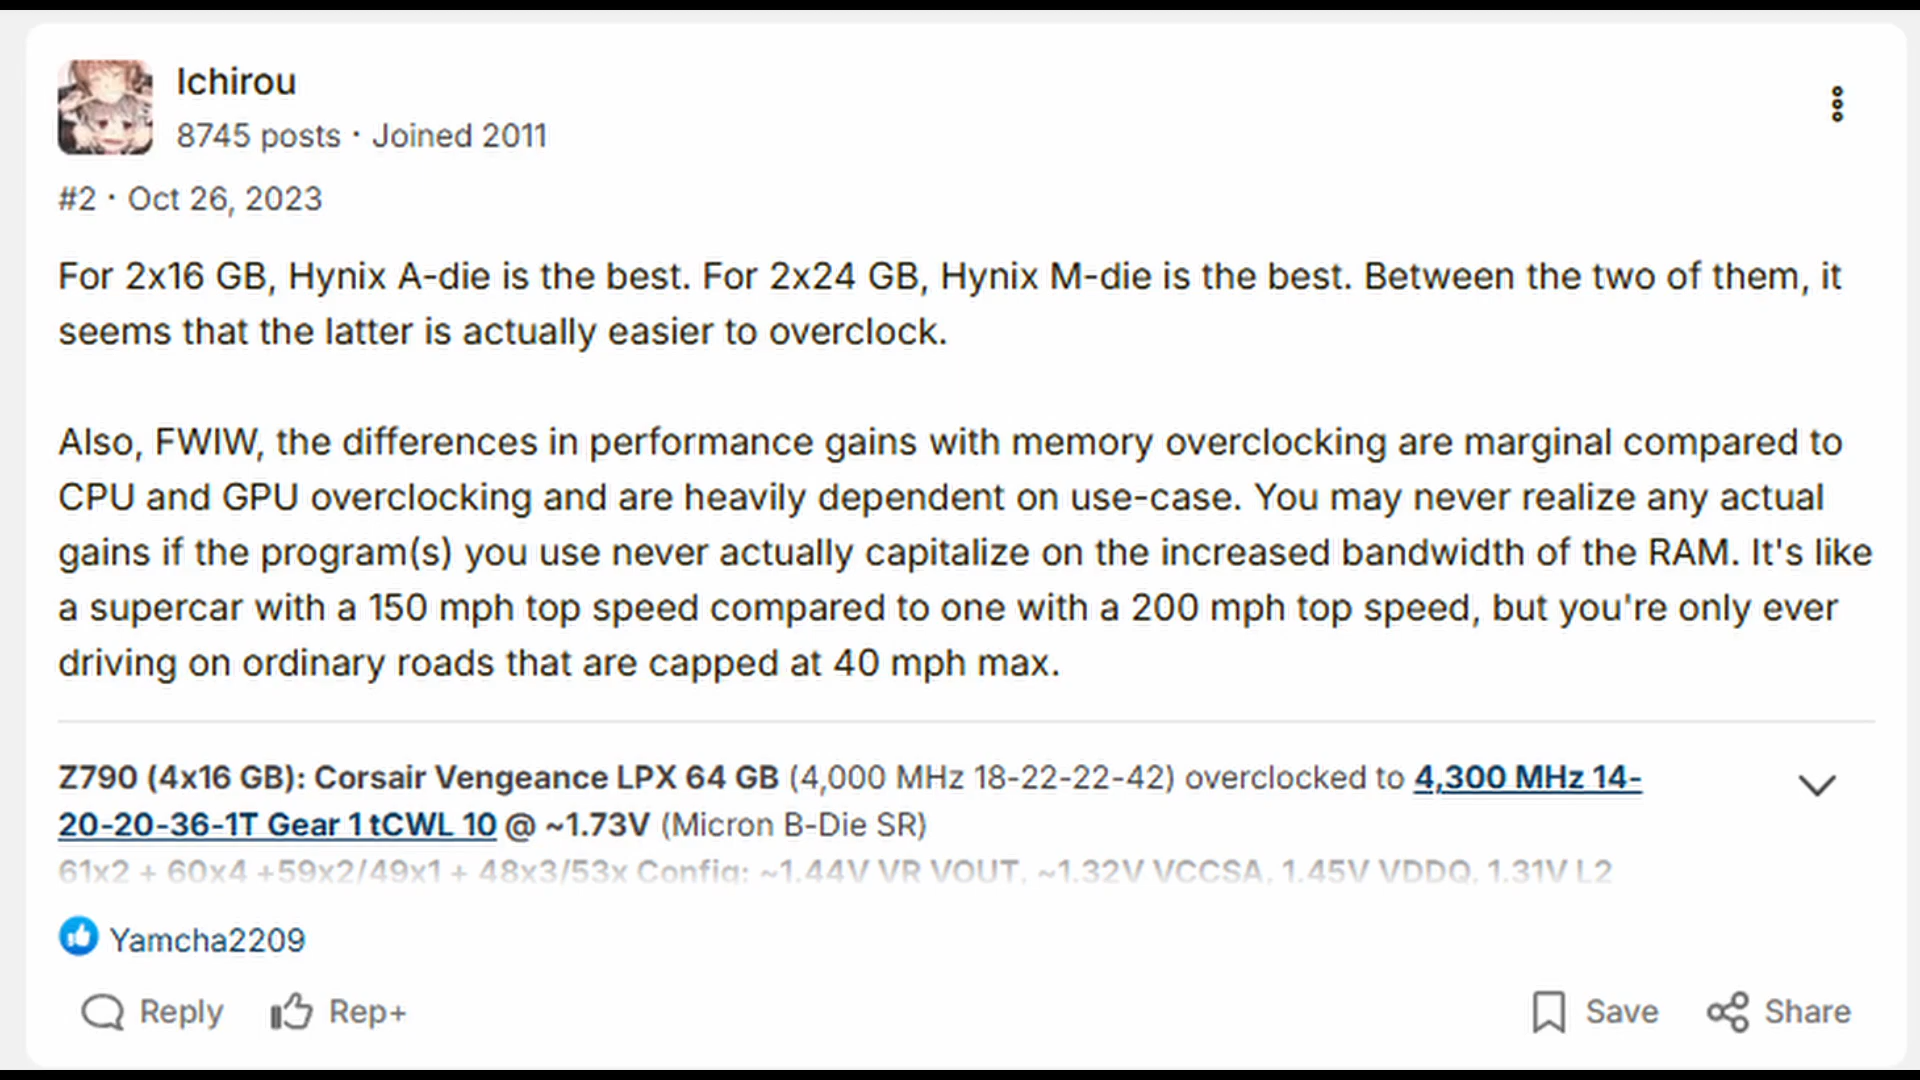 Ichirou
8745 posts · Joined 2011
#2 · Oct 26, 2023
For 2x16 GB, Hynix A-die is the best. For 2x24 GB, Hynix M-die is the best. Between the two of them, it
seems that the latter is actually easier to overclock.
Also, FWIW, the differences in performance gains with memory overclocking are marginal compared to
CPU and GPU overclocking and are heavily dependent on use-case. You may never realize any actual
gains if the program(s) you use never actually capitalize on the increased bandwidth of the RAM. It's like
a supercar with a 150 mph top speed compared to one with a 200 mph top speed, but you're only ever
driving on ordinary roads that are capped at 40 mph max.
Z790 (4x16 GB): Corsair Vengeance LPX 64 GB (4,000 MHz 18-22-22-42) overclocked to 4,300 MHz 14-
20-20-36-1T Gear 1 tCWL 10 @ ~1.73V (Micron B-Die SR)
61x2 + 60x4 +59x2/49x1 + 48x3/53x Config: ~1.44V VR VOUT, ~1.32V VCCSA, 1.45V VDDQ, 1.31V L2
Yamcha2209
Reply Rep+ Save Share